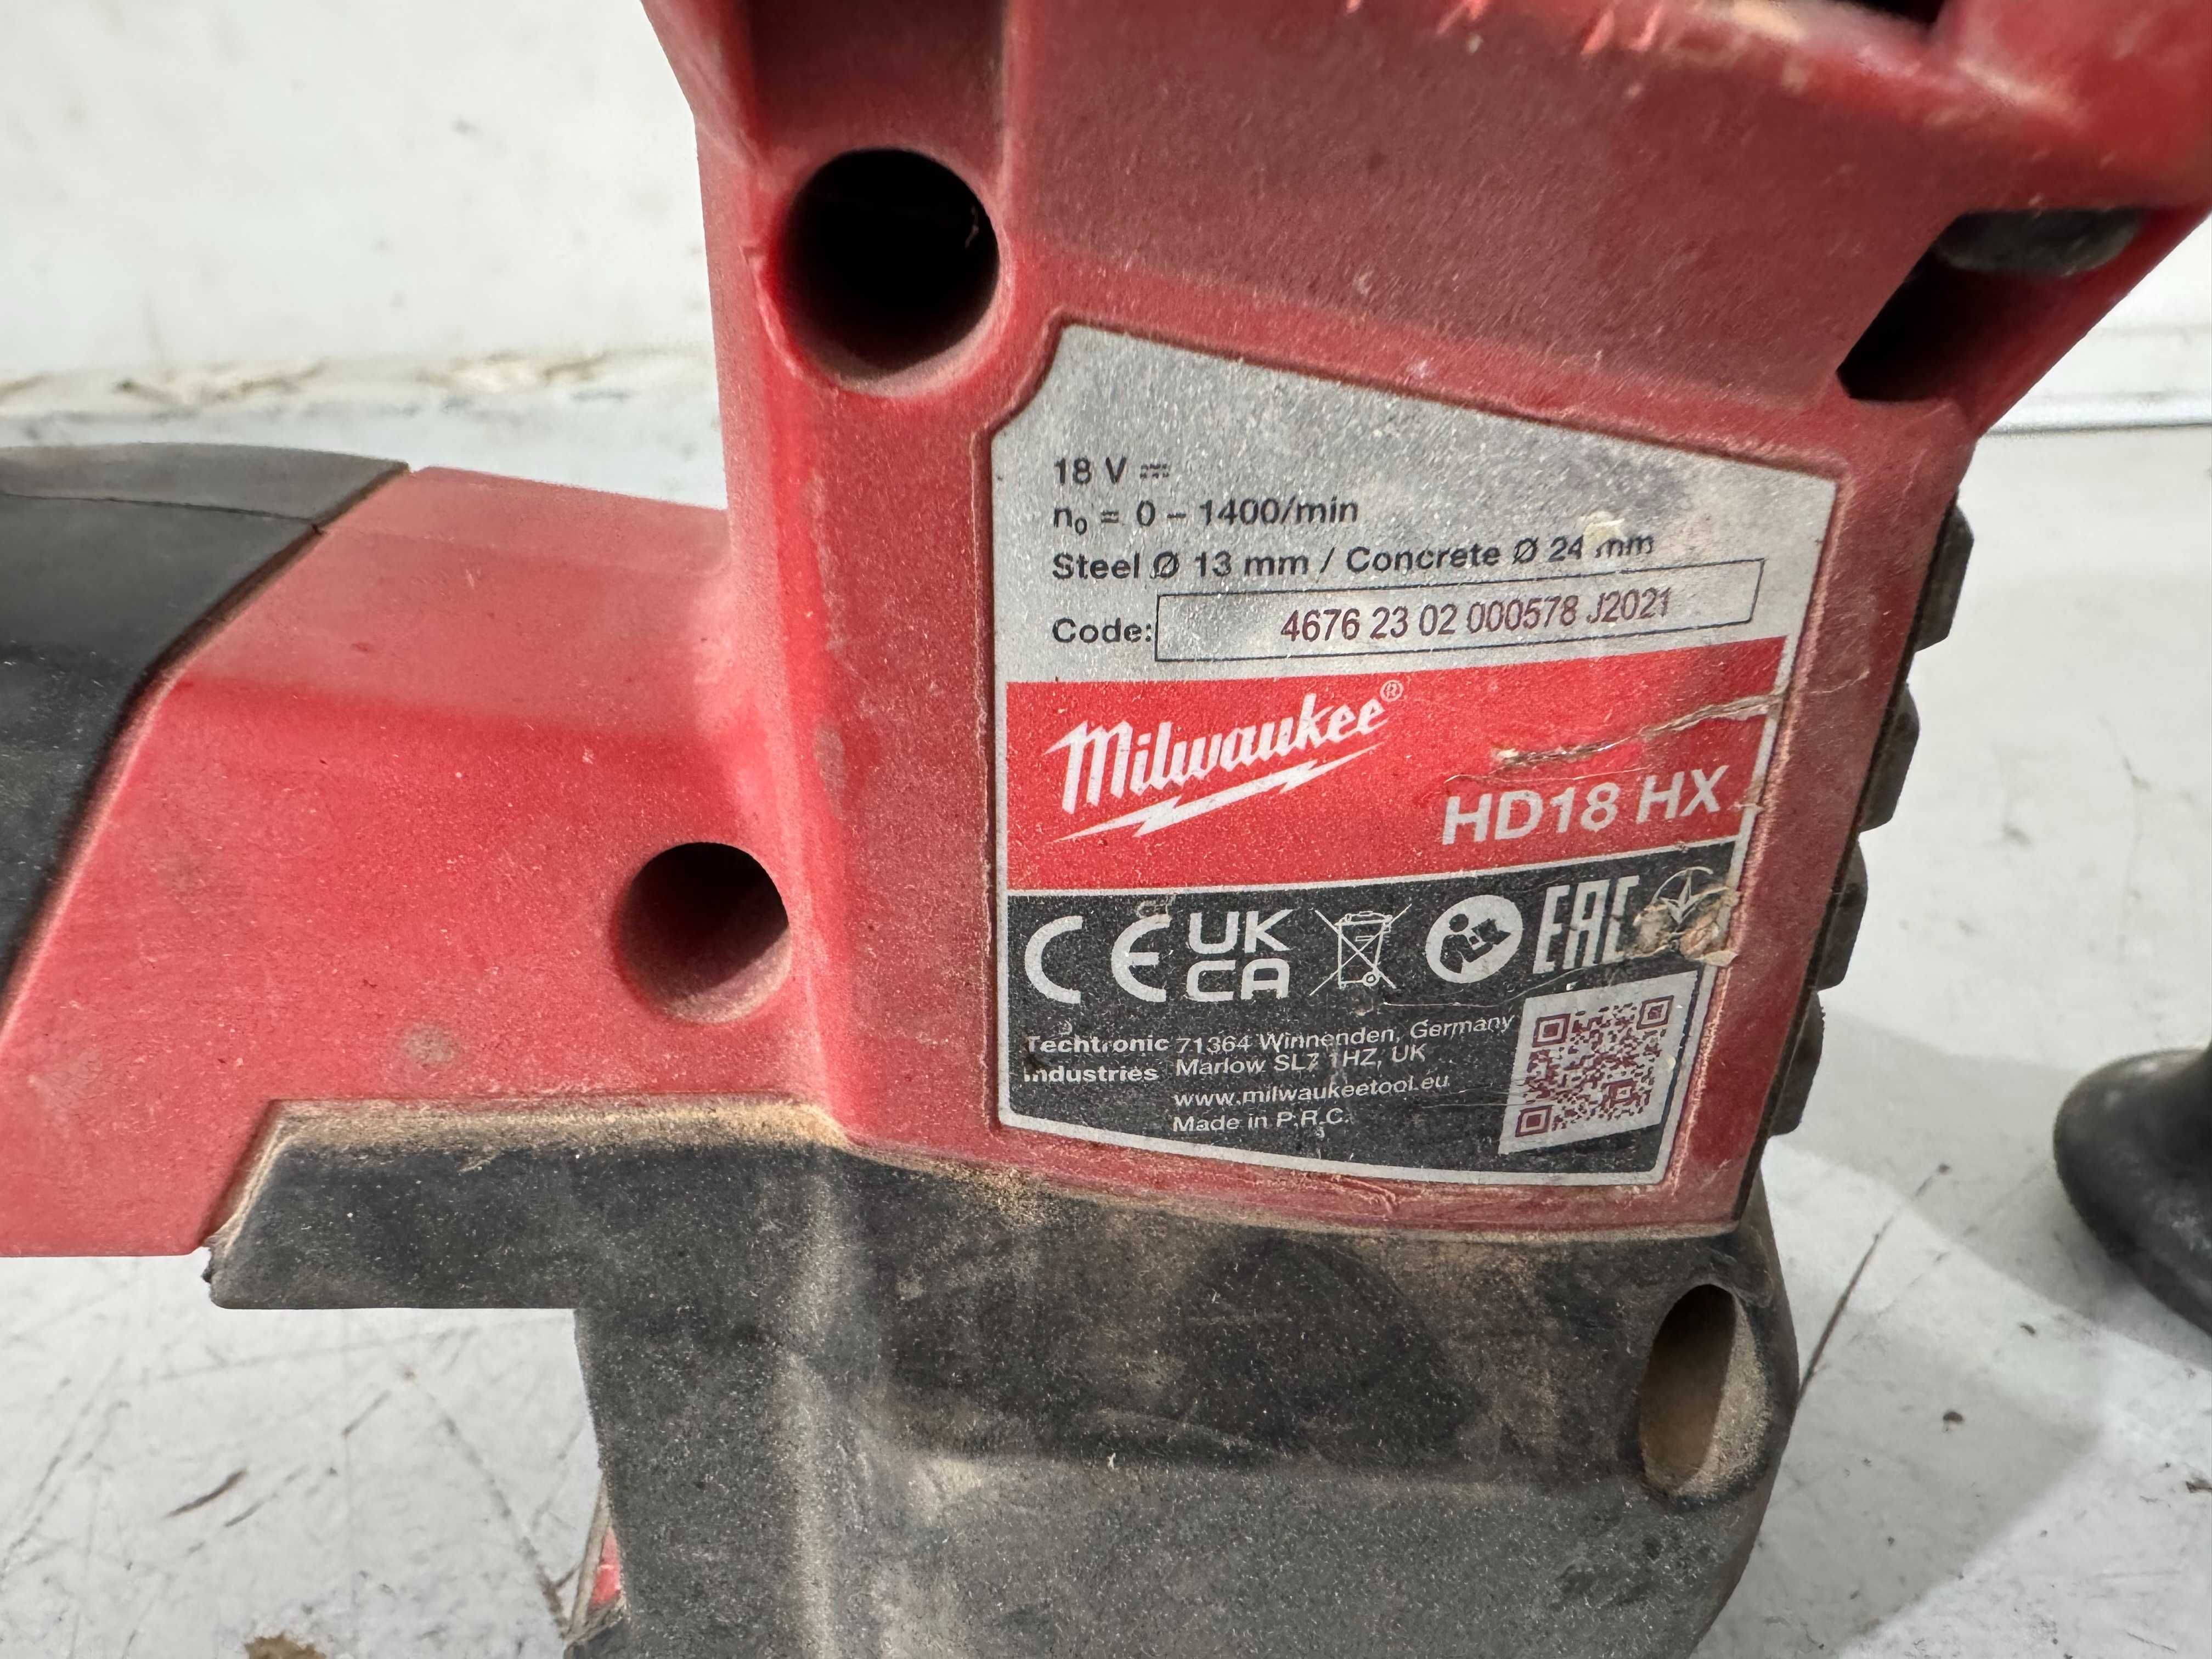 18 V
n₀ = 0 – 1400/min
Steel Ø 13 mm / Concrete Ø 24 mm
Code: 4676 23 02 000578 J2021
Milwaukee®
HD18 HX
CE UK CA EAC
Techtronic Industries
71364 Winnenden, Germany
Marlow SL7 1HZ, UK
www.milwaukeetool.eu
Made in P.R.C.